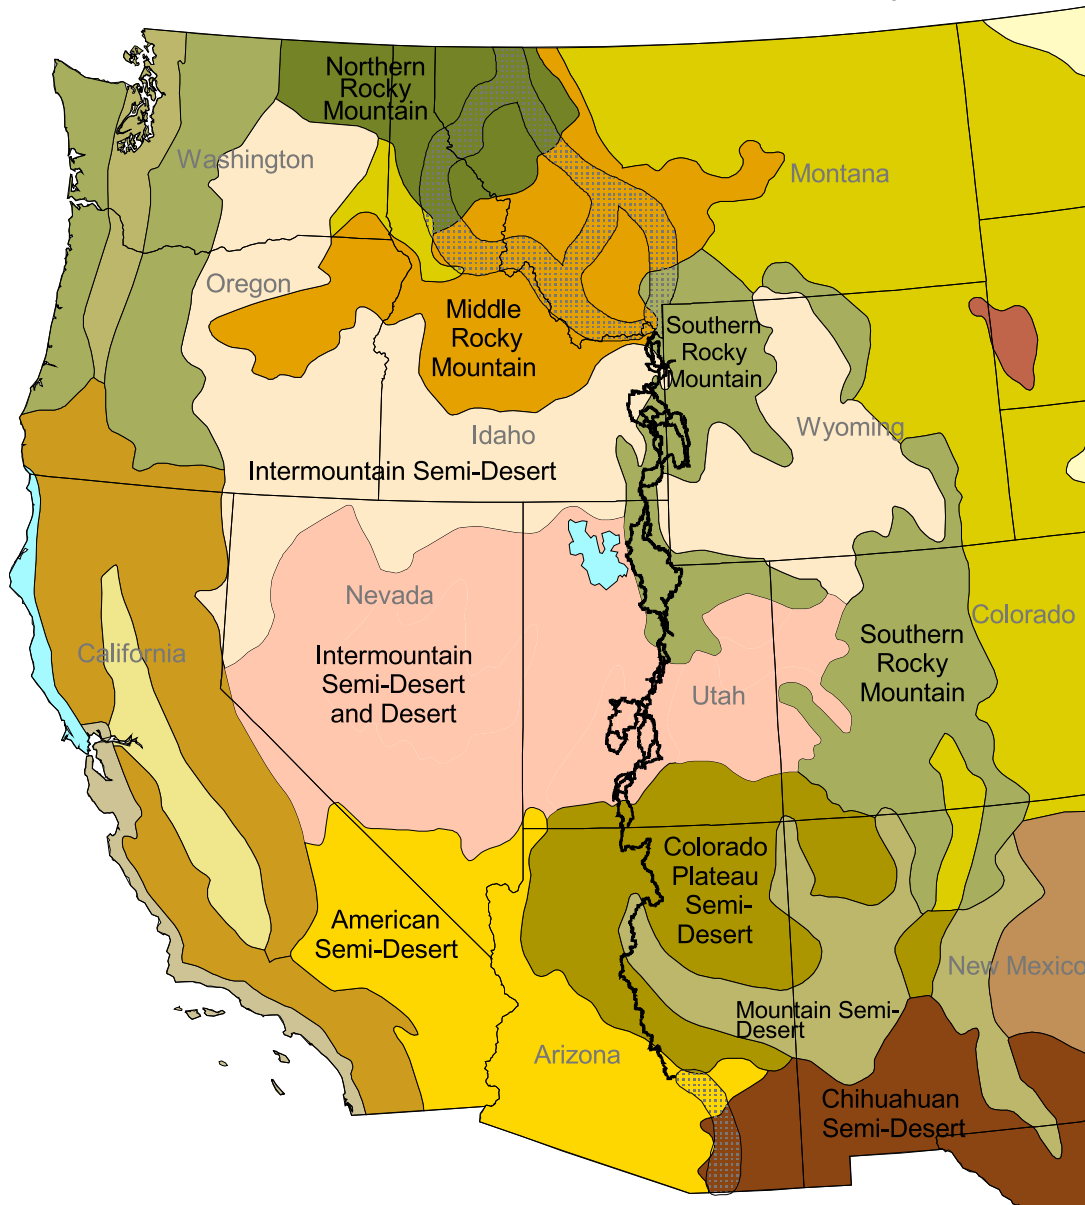 Northern
Rocky
Mountain
Washington
Montana
Oregon
Middle
Rocky
Mountain
Southern
Rocky
Mountain
Idaho
Wyoming
Intermountain Semi-Desert
Nevada
Colorado
California
Intermountain
Semi-Desert
and Desert
Southern
Rocky
Mountain
Utah
Colorado
Plateau
Semi-
Desert
American
Semi-Desert
New Mexico
Mountain Semi-
Desert
Arizona
Chihuahuan
Semi-Desert